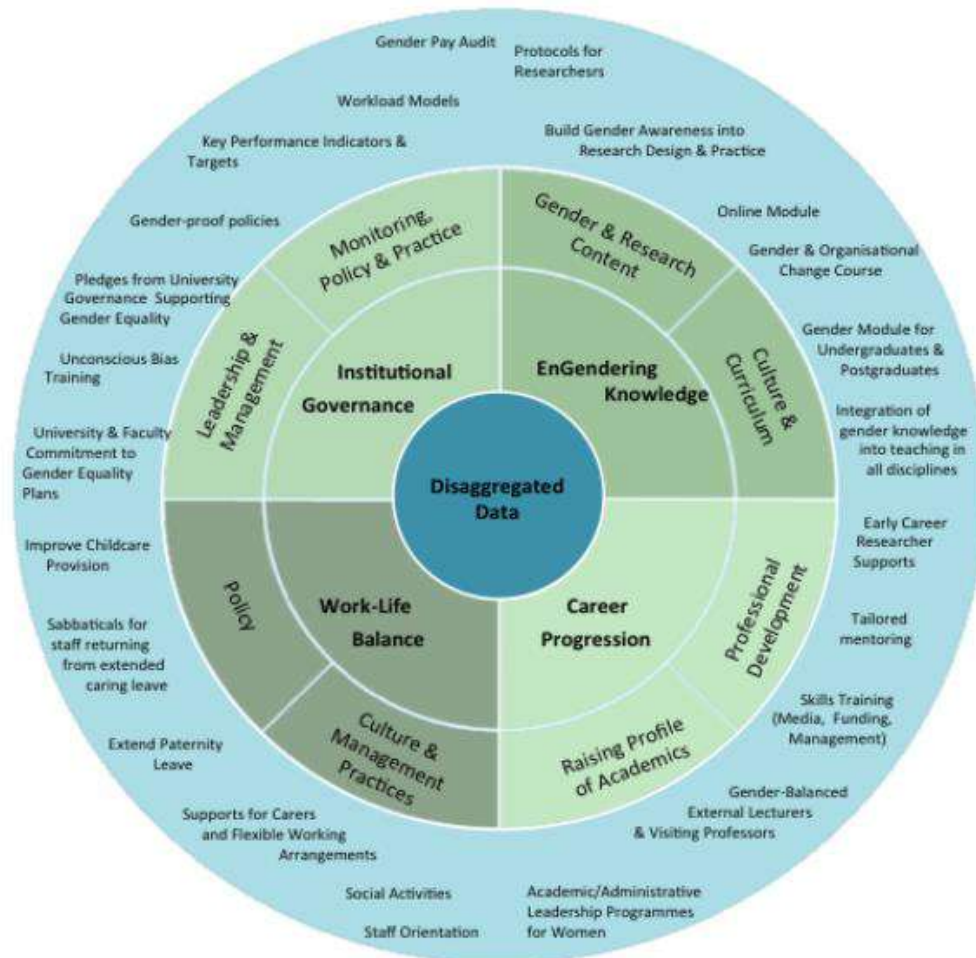 Gender Pay Audit
Protocols for
Researchesrs
Workload Models
Build Gender Awareness into
Research Design & Practice
Key Performance Indicators &
Targets
Online Module
Gender-proof policies
Gender & Organisational
Change Course
Pledges from University
Governance Supporting
Gender Equality
Gender Module for
Undergraduates &
Postgraduates
Unconscious Bias
Training
Integration of
gender knowledge
into teaching in
all disciplines
University & Faculty
Commitment to
Gender Equality
Plans
Early Career
Researcher
Supports
Improve Childcare
Provision
Tailored
mentoring
Sabbaticals for
staff returning
from extended
caring leave
Skills Training
(Media, Funding,
Management)
Extend Paternity
Leave
Gender-Balanced
External Lecturers
& Visiting Professors
Supports for Carers
and Flexible Working
Arrangements
Social Activities
Staff Orientation
Academic/Administrative
Leadership Programmes
for Women
Monitoring,
Policy & Practice
Gender & Research
Content
Leadership &
Management
Culture &
Curriculum
Policy
Professional
Development
Culture &
Management
Practices
Raising Profile
of Academics
Institutional
Governance
EnGendering
Knowledge
Work-Life
Balance
Career
Progression
Disaggregated
Data